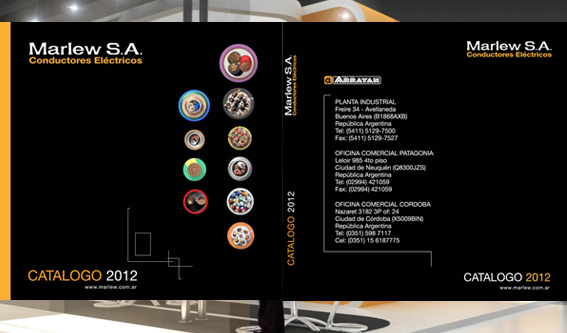 Marlew S.A.
Conductores Eléctricos
CATALOGO 2012
www.marlew.com.ar
Marlew S.A.
Conductores Eléctricos
CATALOGO 2012
Marlew S.A.
Conductores Eléctricos
ARRAYAN
PLANTA INDUSTRIAL
Freire 34 - Avellaneda
Buenos Aires (B1868AXB)
República Argentina
Tel: (5411) 5129-7500
Fax: (5411) 5129-7527
OFICINA COMERCIAL PATAGONIA
Leloir 985 4to piso
Ciudad de Neuquén (Q8300JZS)
República Argentina
Tel: (02994) 421059
Fax: (02994) 421059
OFICINA COMERCIAL CORDOBA
Nazaret 3182 3P of: 24
Ciudad de Córdoba (X5009BIN)
República Argentina
Tel: (0351) 598 7117
Cel: (0351) 15 6187775
CATALOGO 2012
www.marlew.com.ar